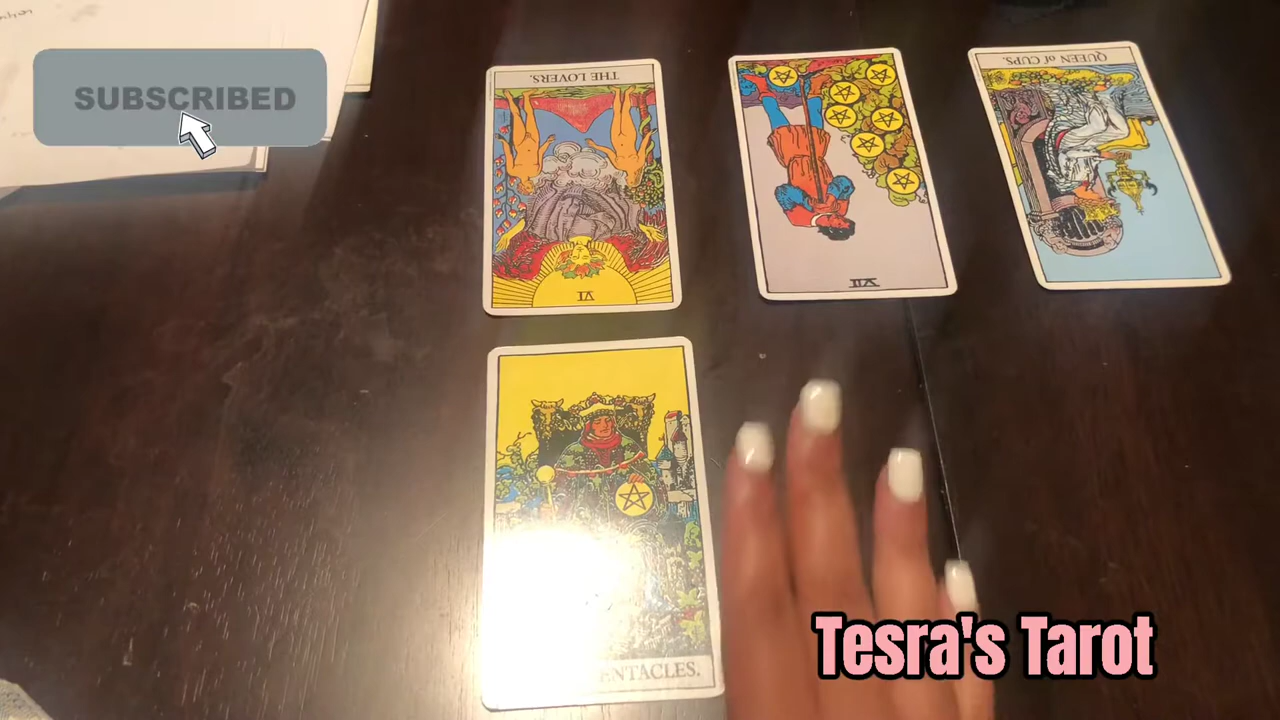 SUBSCRIBED
THE LOVERS.
QUEEN of CUPS.
VI
VII
ENTACLES.
Tesra's Tarot